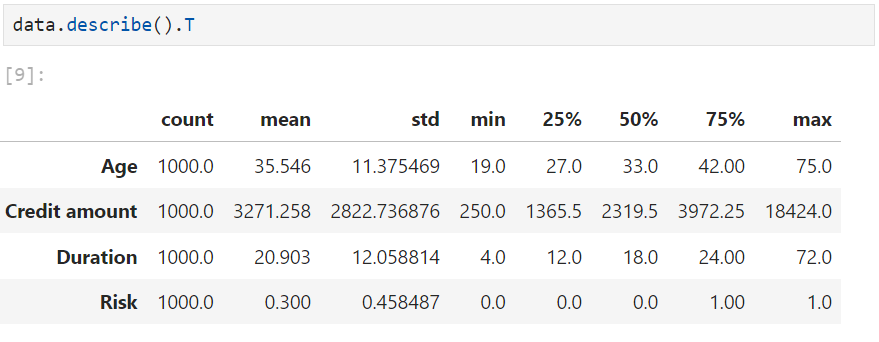 data.describe().T
[9]:
count mean std min 25% 50% 75% max
Age 1000.0 35.546 11.375469 19.0 27.0 33.0 42.00 75.0
Credit amount 1000.0 3271.258 2822.736876 250.0 1365.5 2319.5 3972.25 18424.0
Duration 1000.0 20.903 12.058814 4.0 12.0 18.0 24.00 72.0
Risk 1000.0 0.300 0.458487 0.0 0.0 0.0 1.00 1.0